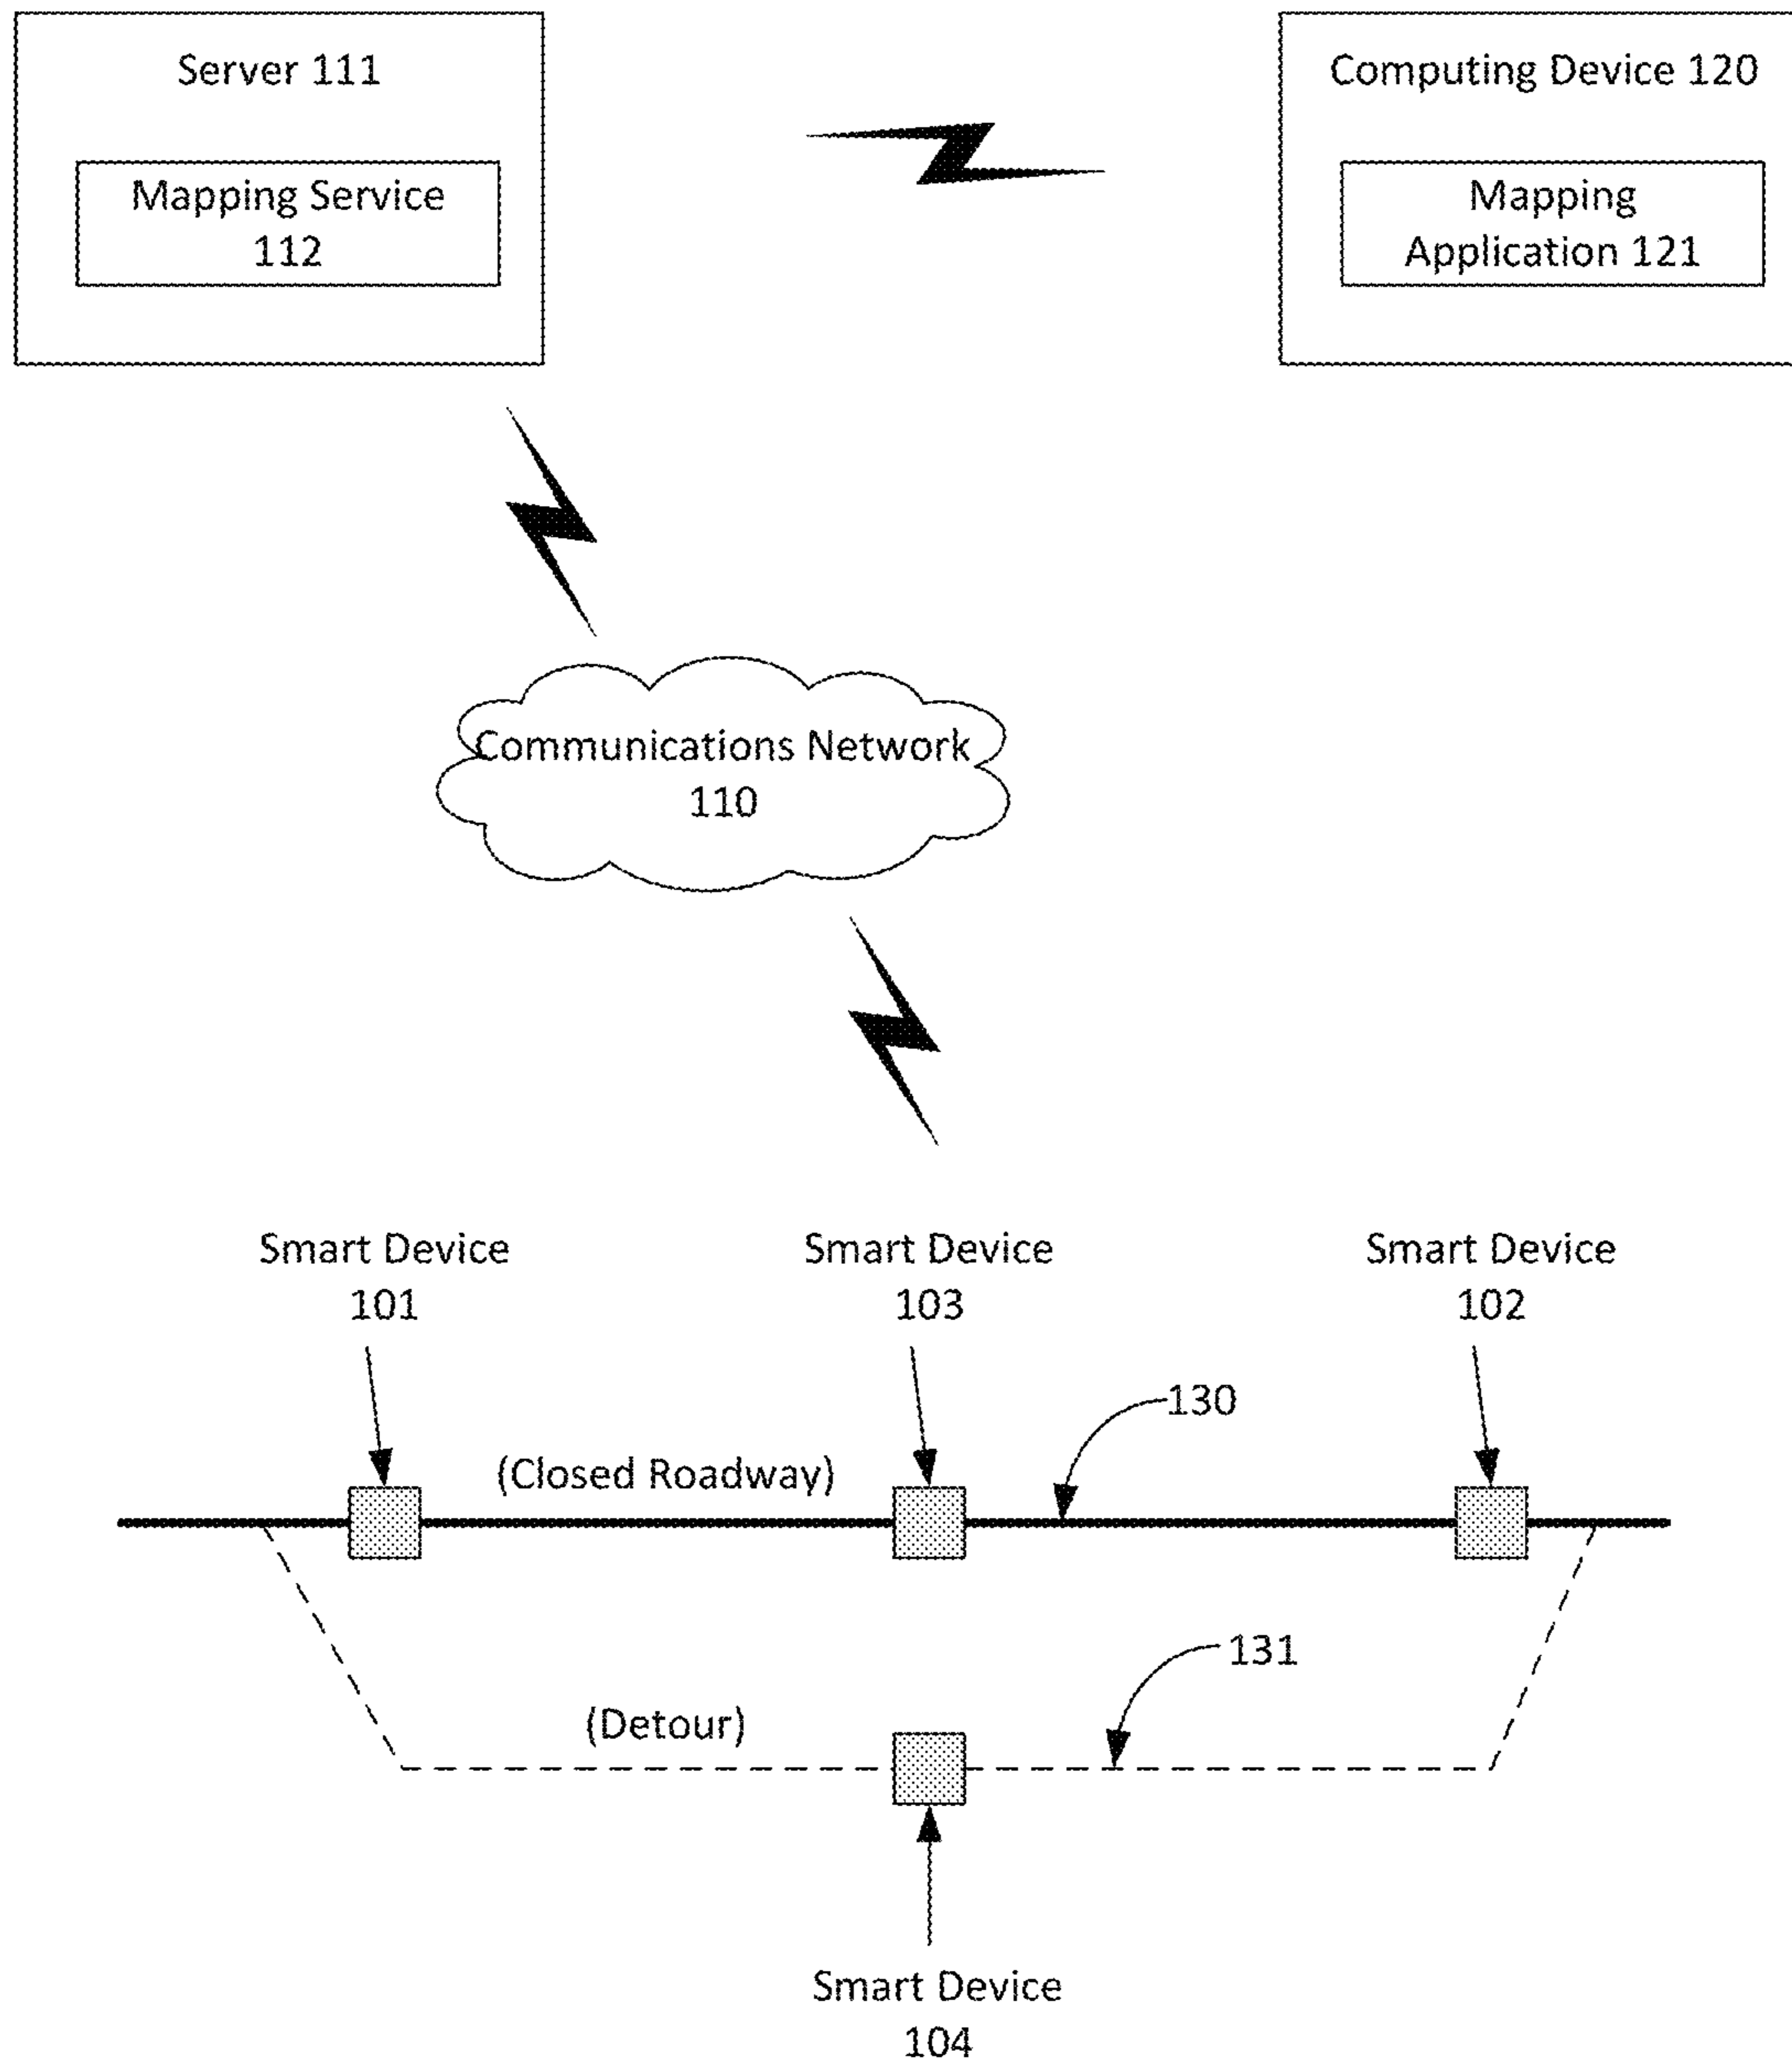 Server 111
Mapping Service
112
Computing Device 120
Mapping
Application 121
Communications Network
110
Smart Device
101
Smart Device
103
Smart Device
102
130
(Closed Roadway)
131
(Detour)
Smart Device
104